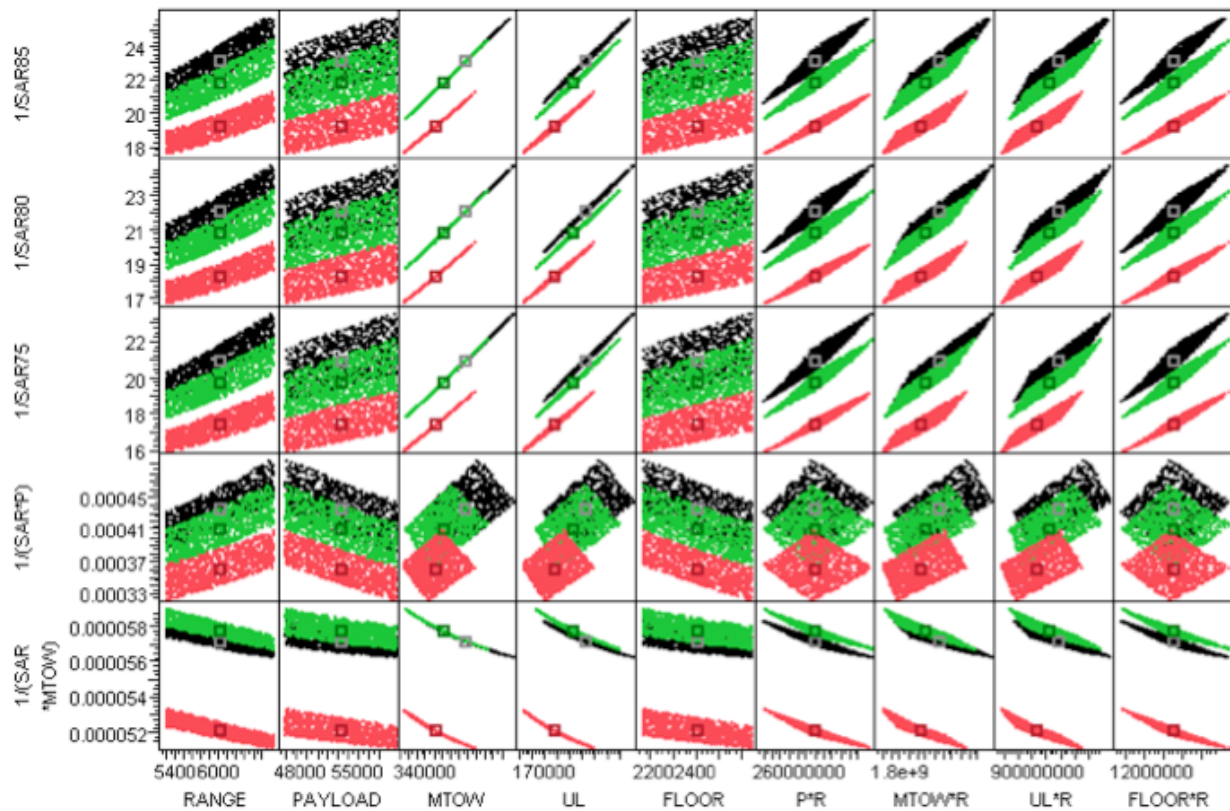 1/SAR85
24
22
20
18
1/SAR80
23
21
19
17
1/SAR75
22
20
18
16
1/(SAR*P)
0.00045
0.00041
0.00037
0.00033
1/(SAR
*MTOW)
0.000058
0.000056
0.000054
0.000052
54006000 48000 55000 340000 170000 22002400 2600000000 1.8e+9 9000000000 12000000
RANGE PAYLOAD MTOW UL FLOOR P*R MTOW*R UL*R FLOOR*R